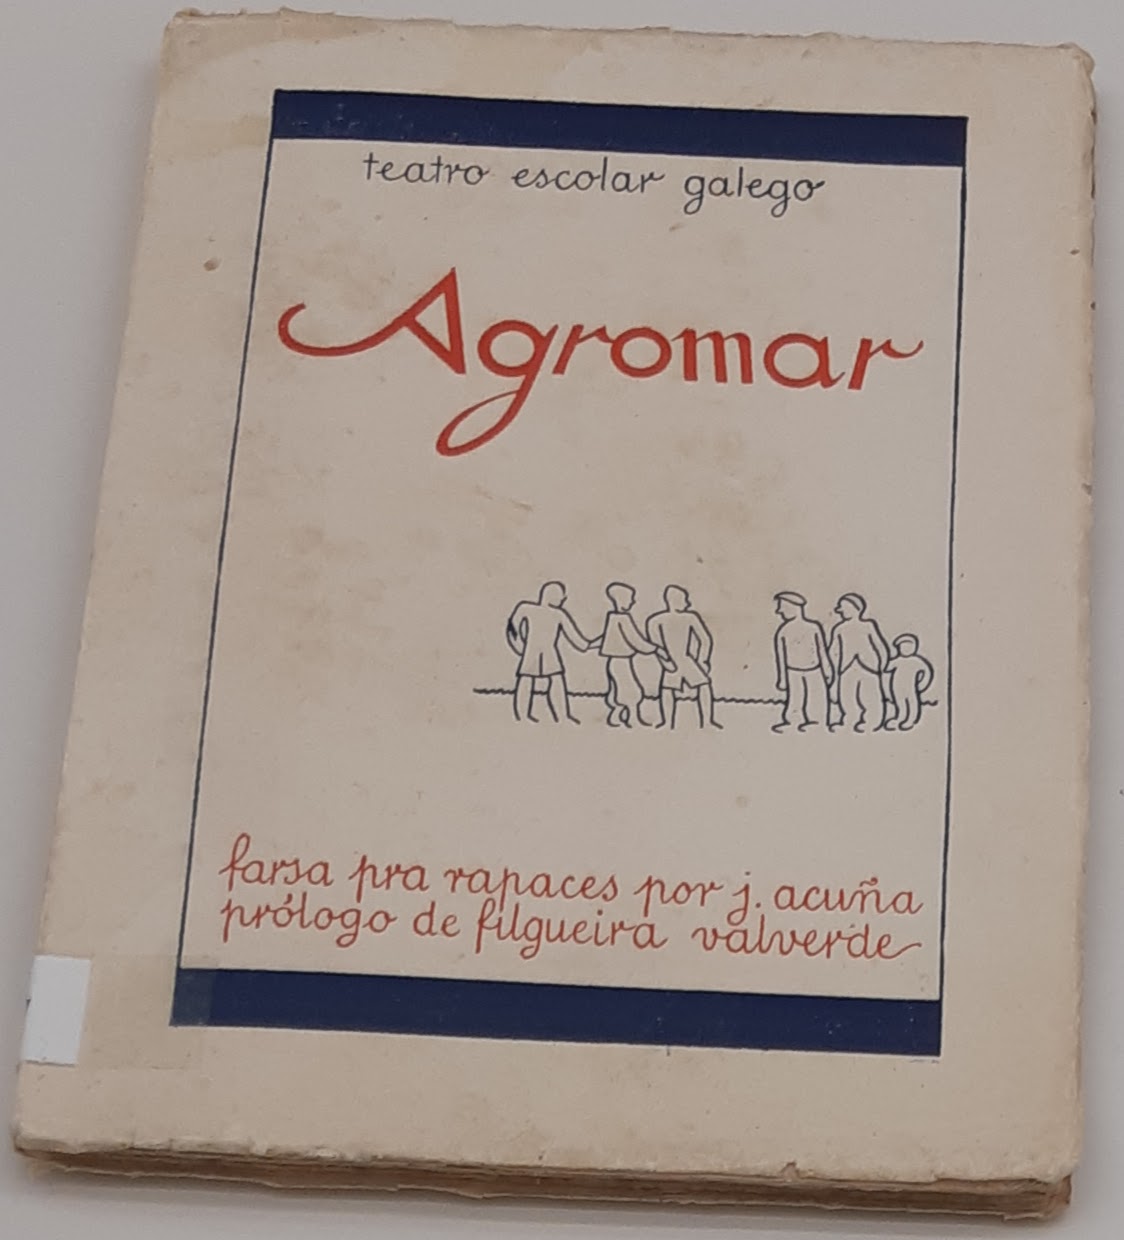 teatro escolar galego
Agromar
farsa pra rapaces por j. acuña
prólogo de filgueira valverde